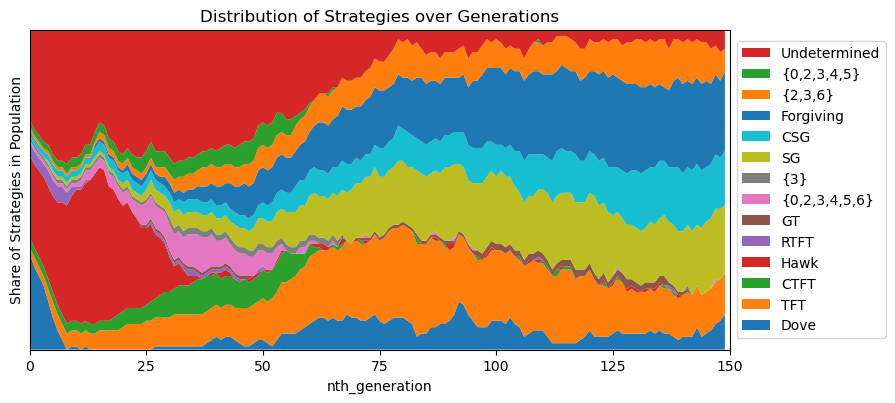 Distribution of Strategies over Generations
Share of Strategies in Population
0
25
50
75
100
125
150
nth_generation
Undetermined
{0,2,3,4,5}
{2,3,6}
Forgiving
CSG
SG
{3}
{0,2,3,4,5,6}
GT
RTFT
Hawk
CTFT
TFT
Dove